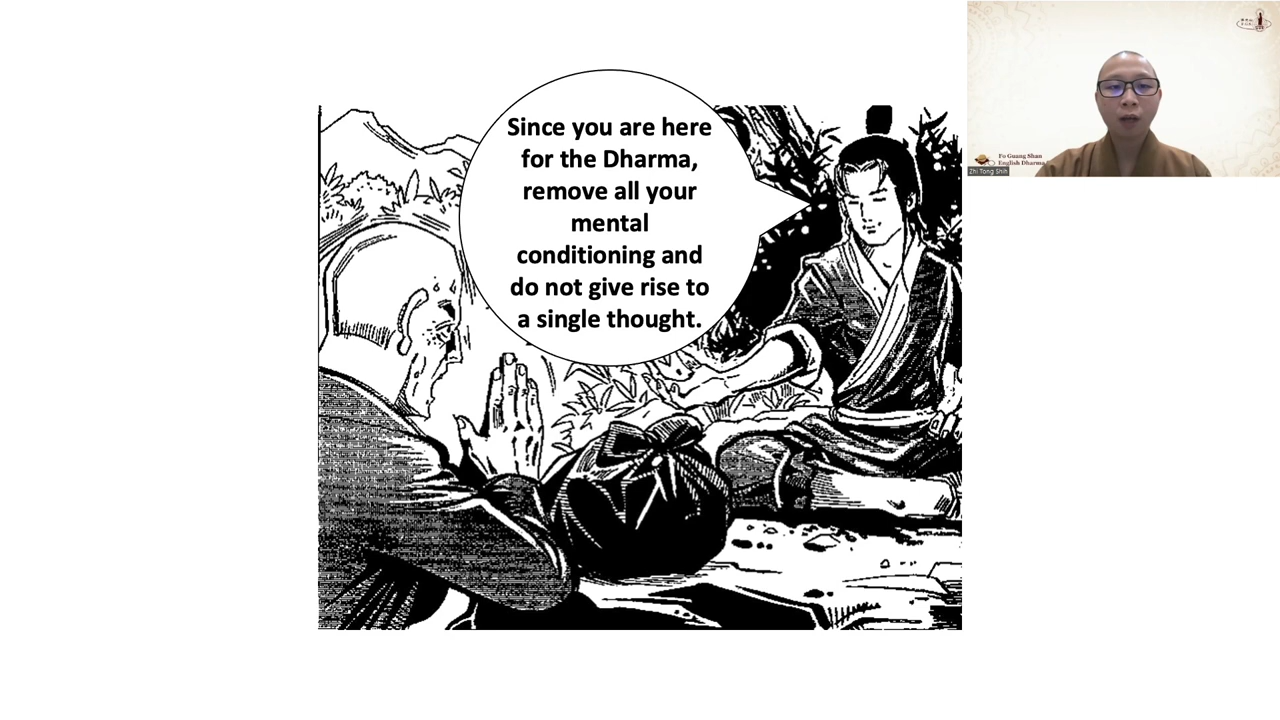 Since you are here
for the Dharma,
remove all your
mental
conditioning and
do not give rise to
a single thought.
Fo Guang Shan
English Dharma
Zhi Tong Shih